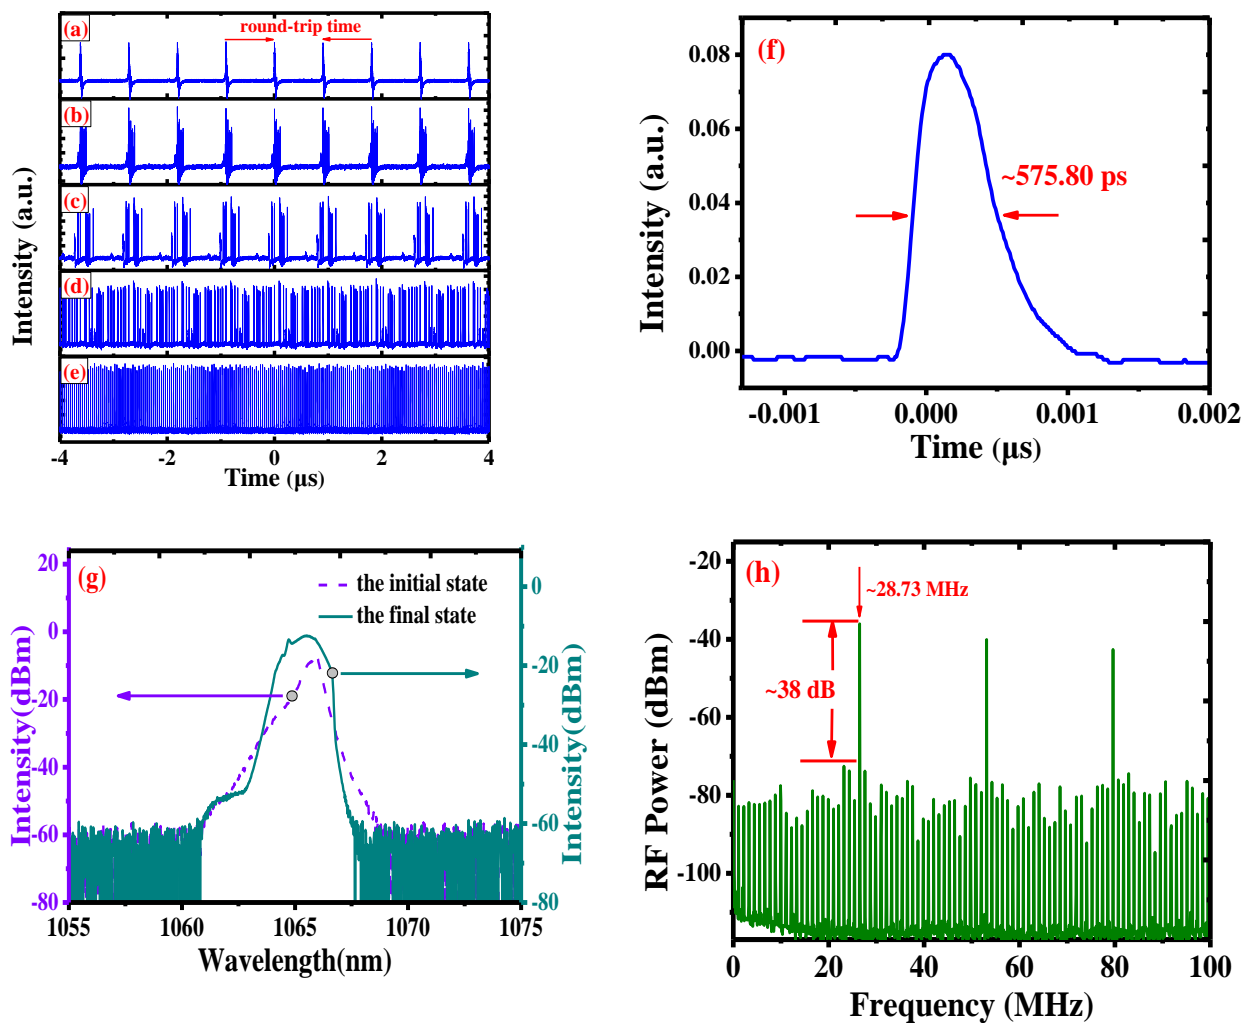 (a)
round-trip time
(b)
(c)
(d)
(e)
Intensity (a.u.)
-4 -2 0 2 4
Time (μs)
(f)
0.08
0.06
0.04
0.02
0.00
~575.80 ps
Intensity (a.u.)
-0.001 0.000 0.001 0.002
Time (μs)
(g)
the initial state
the final state
20
0
-20
-40
-60
-80
Intensity(dBm)
0
-20
-40
-60
-80
Intensity(dBm)
1055 1060 1065 1070 1075
Wavelength(nm)
(h)
~28.73 MHz
~38 dB
-20
-40
-60
-80
-100
RF Power (dBm)
0 20 40 60 80 100
Frequency (MHz)